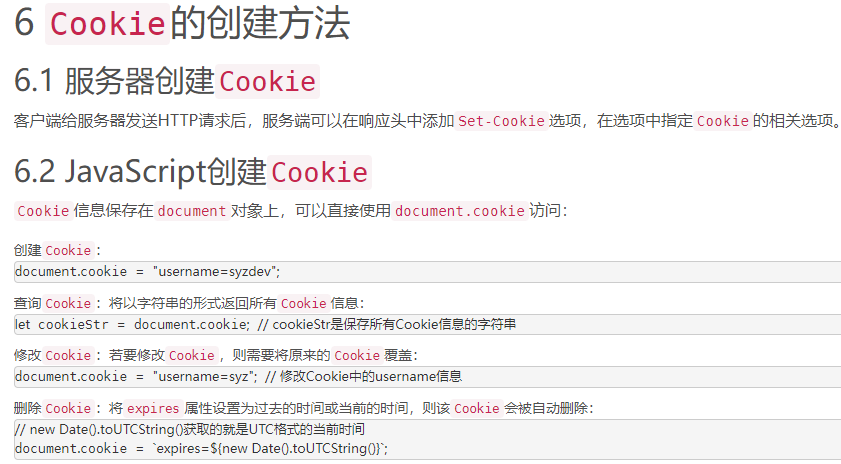 6 Cookie的创建方法
6.1 服务器创建Cookie
客户端给服务器发送HTTP请求后，服务端可以在响应头中添加Set-Cookie选项，在选项中指定Cookie的相关选项。
6.2 JavaScript创建Cookie
Cookie信息保存在document对象上，可以直接使用document.cookie访问：
创建Cookie：
document.cookie = "username=syzdev";
查询Cookie：将以字符串的形式返回所有Cookie信息：
let cookieStr = document.cookie; // cookieStr是保存所有Cookie信息的字符串
修改Cookie：若要修改Cookie，则需要将原来的Cookie覆盖：
document.cookie = "username=syz"; // 修改Cookie中的username信息
删除Cookie：将expires属性设置为过去的时间或当前的时间，则该Cookie会被自动删除：
// new Date().toUTCString()获取的就是UTC格式的当前时间
document.cookie = `expires=${new Date().toUTCString()}`;